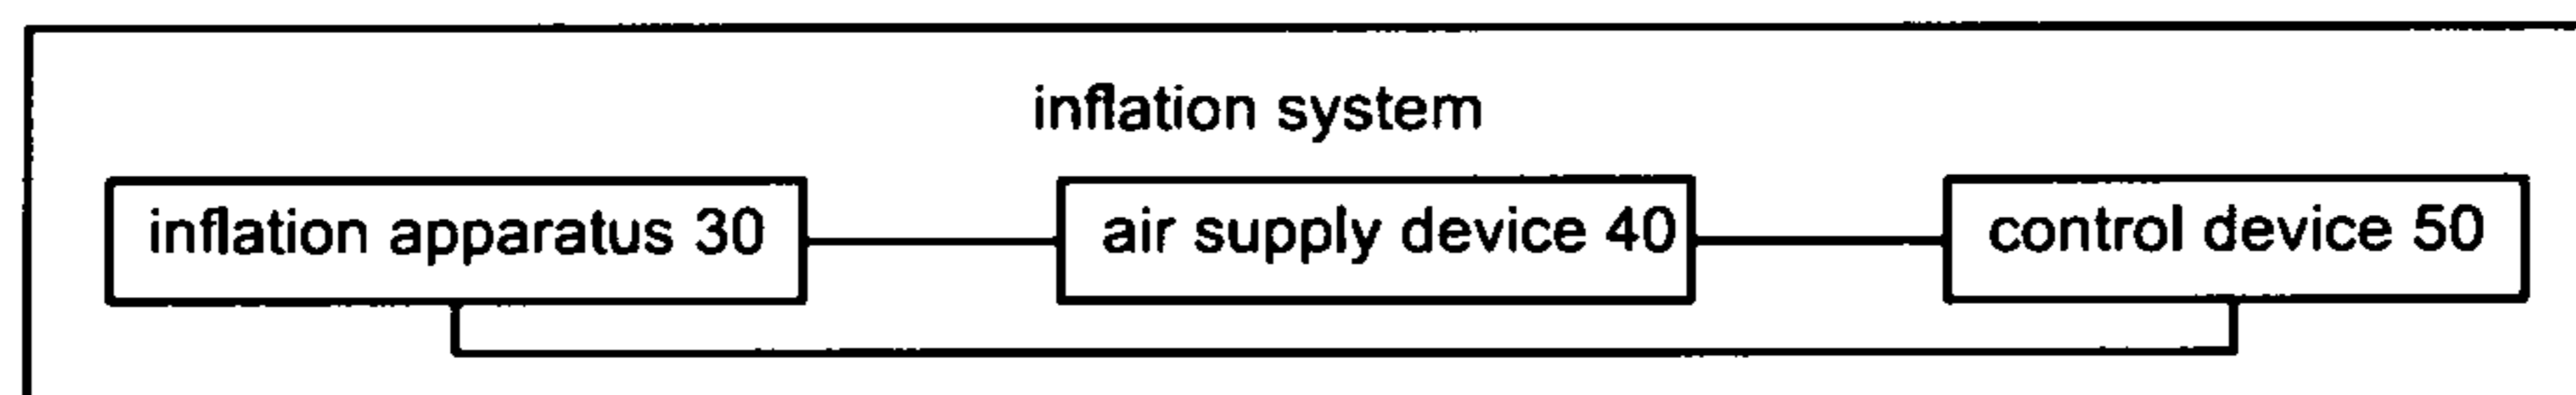 inflation system
inflation apparatus 30
air supply device 40
control device 50